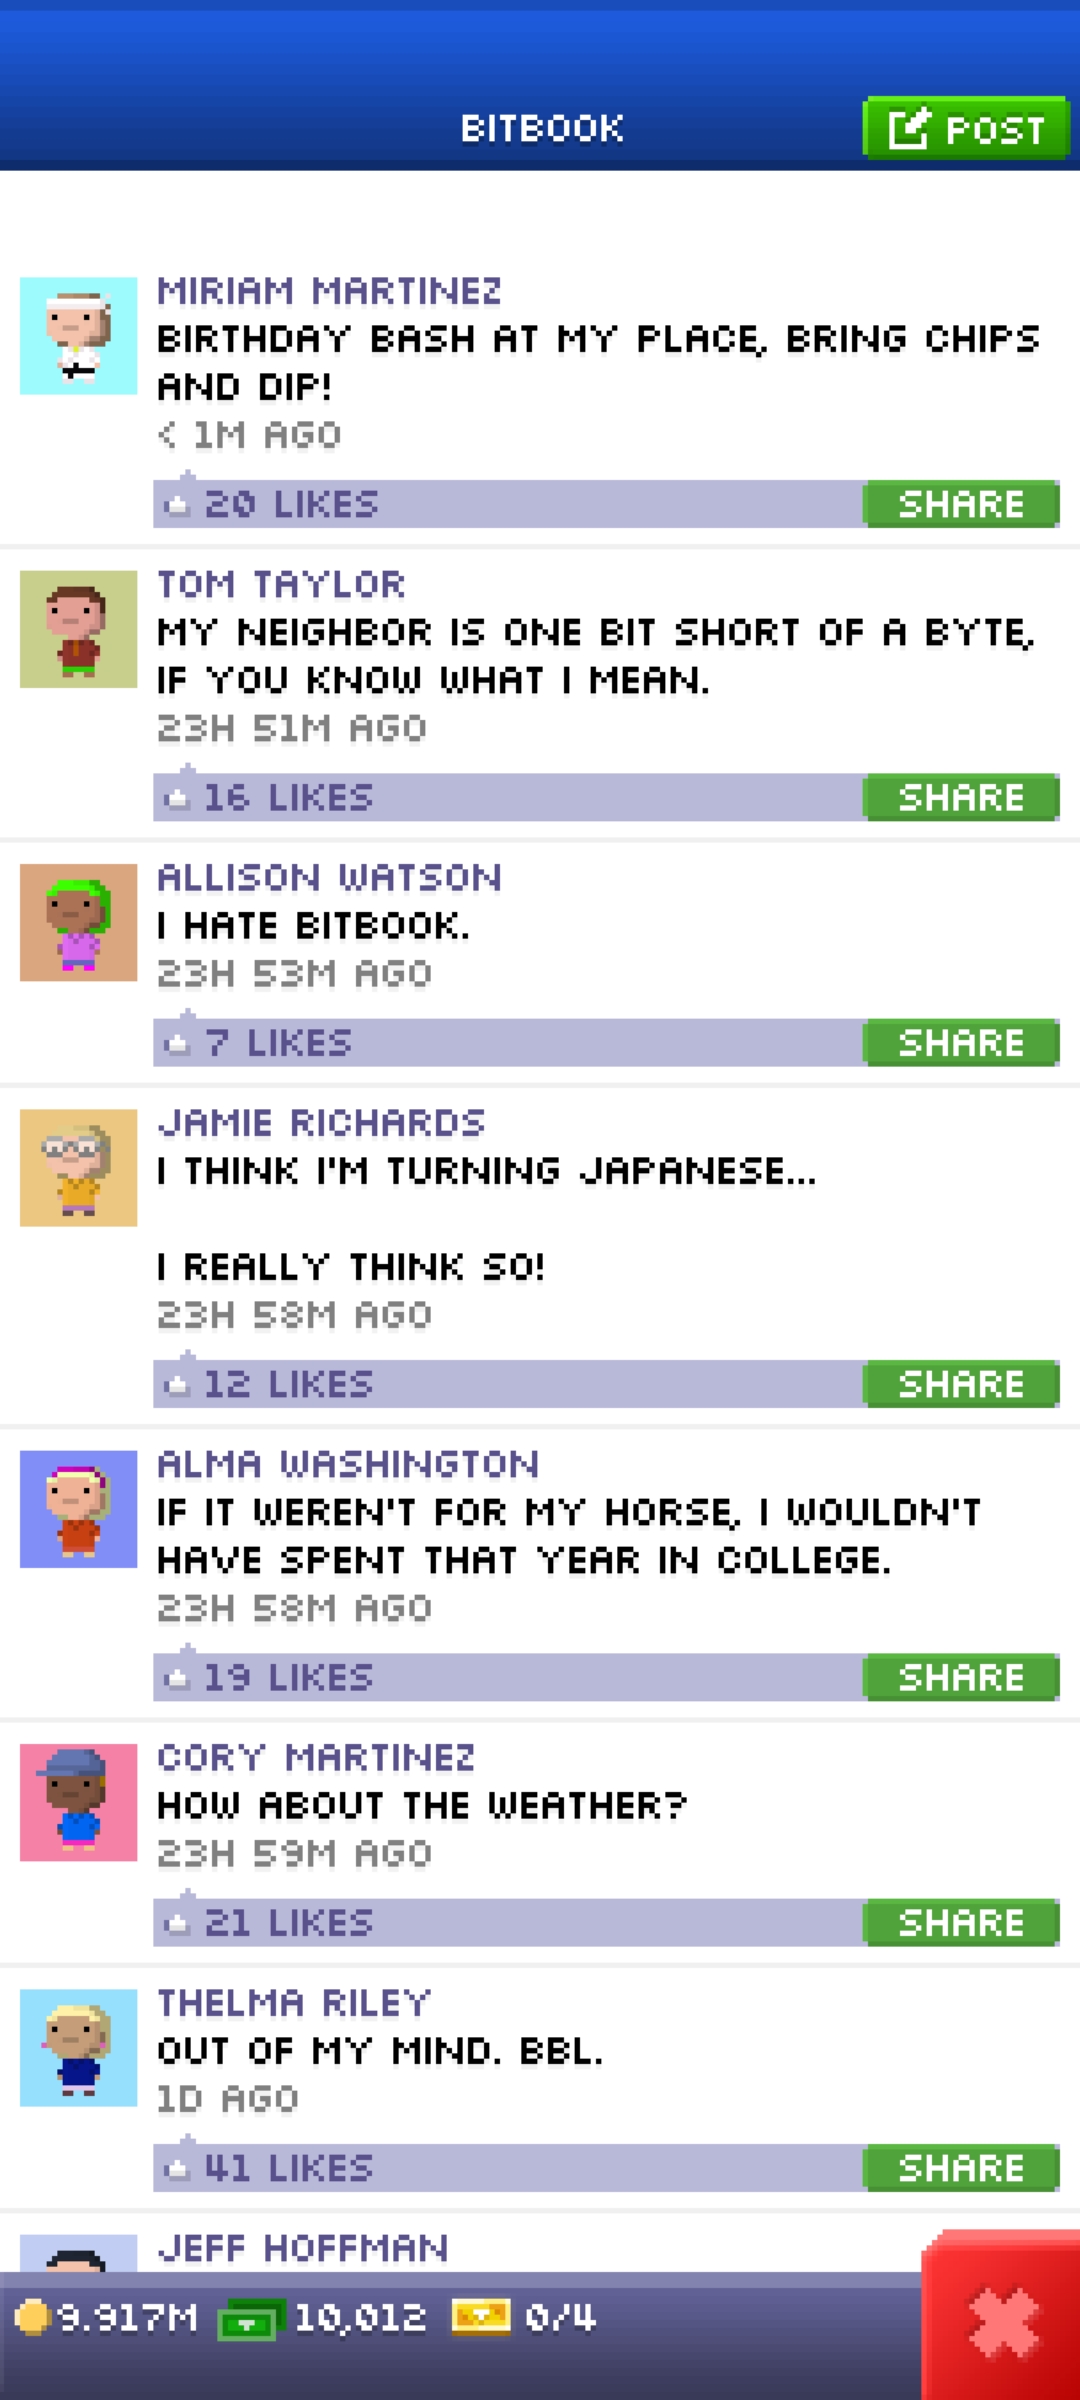 BITBOOK
POST
MIRIAM MARTINEZ
BIRTHDAY BASH AT MY PLACE, BRING CHIPS
AND DIP!
< 1M AGO
20 LIKES
SHARE
TOM TAYLOR
MY NEIGHBOR IS ONE BIT SHORT OF A BYTE,
IF YOU KNOW WHAT I MEAN.
23H 51M AGO
16 LIKES
SHARE
ALLISON WATSON
I HATE BITBOOK.
23H 53M AGO
7 LIKES
SHARE
JAMIE RICHARDS
I THINK I'M TURNING JAPANESE...
I REALLY THINK SO!
23H 58M AGO
12 LIKES
SHARE
ALMA WASHINGTON
IF IT WEREN'T FOR MY HORSE, I WOULDN'T
HAVE SPENT THAT YEAR IN COLLEGE.
23H 58M AGO
19 LIKES
SHARE
CORY MARTINEZ
HOW ABOUT THE WEATHER?
23H 59M AGO
21 LIKES
SHARE
THELMA RILEY
OUT OF MY MIND. BBL.
1D AGO
41 LIKES
SHARE
JEFF HOFFMAN
9.917M 10,012 0/4